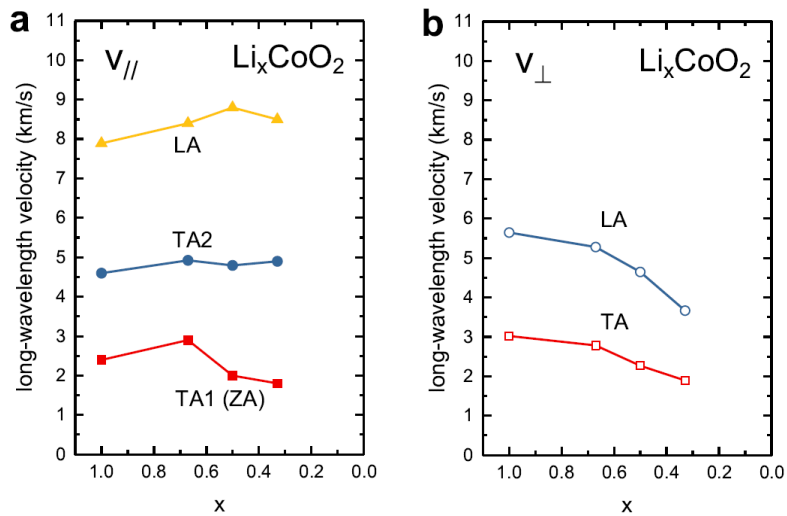 a
v//
LixCoO2
long-wavelength velocity (km/s)
11
10
9
8
7
6
5
4
3
2
1
0
LA
TA2
TA1 (ZA)
1.0 0.8 0.6 0.4 0.2 0.0
x
b
v⊥
LixCoO2
long-wavelength velocity (km/s)
11
10
9
8
7
6
5
4
3
2
1
0
LA
TA
1.0 0.8 0.6 0.4 0.2 0.0
x